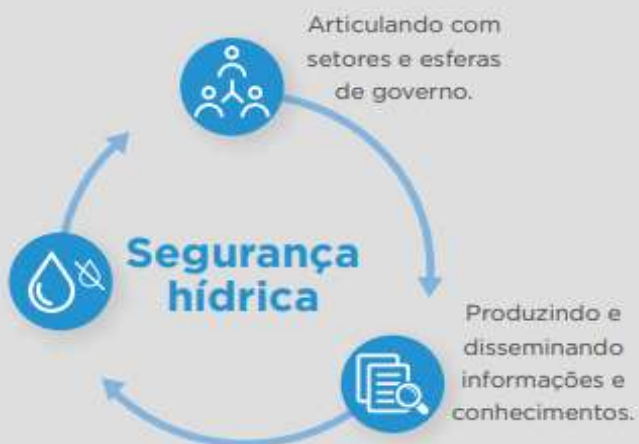 Articulando com
setores e esferas
de governo.
Segurança
hídrica
Produzindo e
disseminando
informações e
conhecimentos.